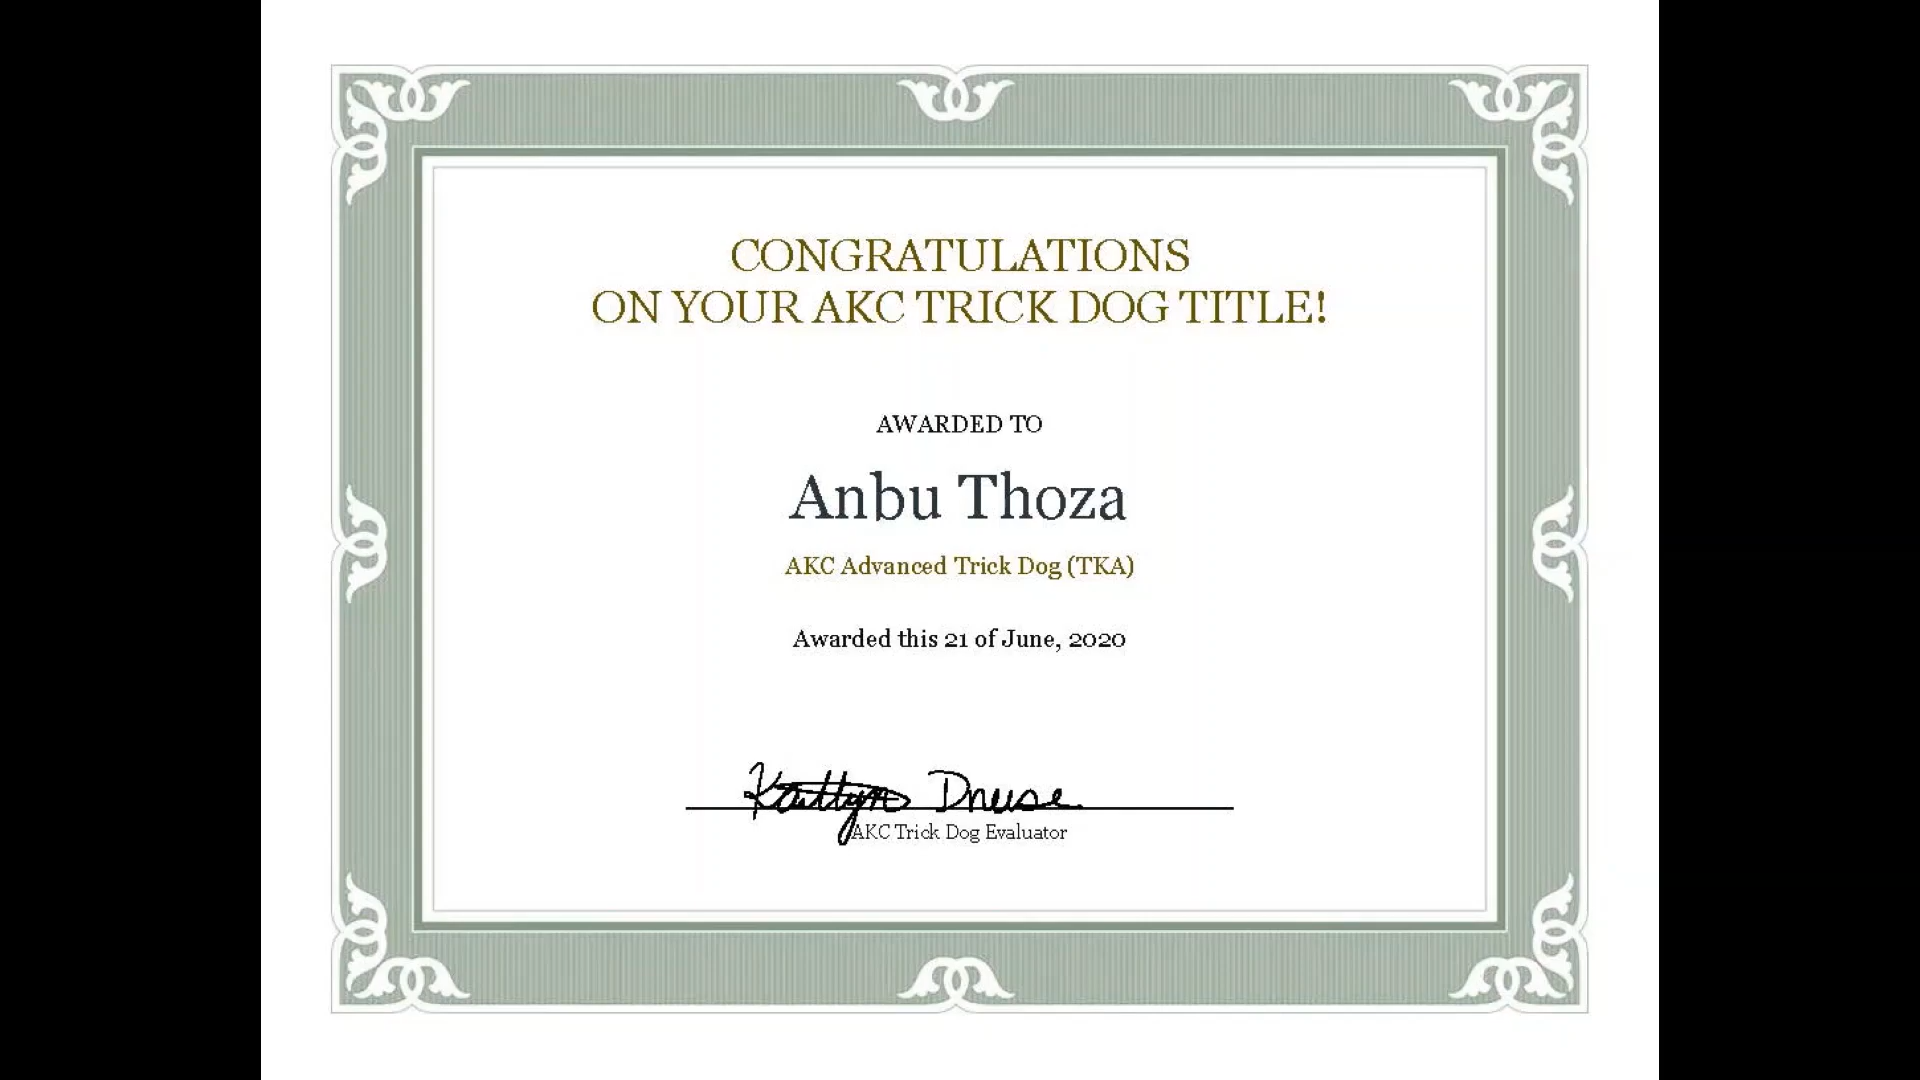 CONGRATULATIONS
ON YOUR AKC TRICK DOG TITLE!
AWARDED TO
Anbu Thoza
AKC Advanced Trick Dog (TKA)
Awarded this 21 of June, 2020
Kaitlyn
AKC Trick Dog Evaluator